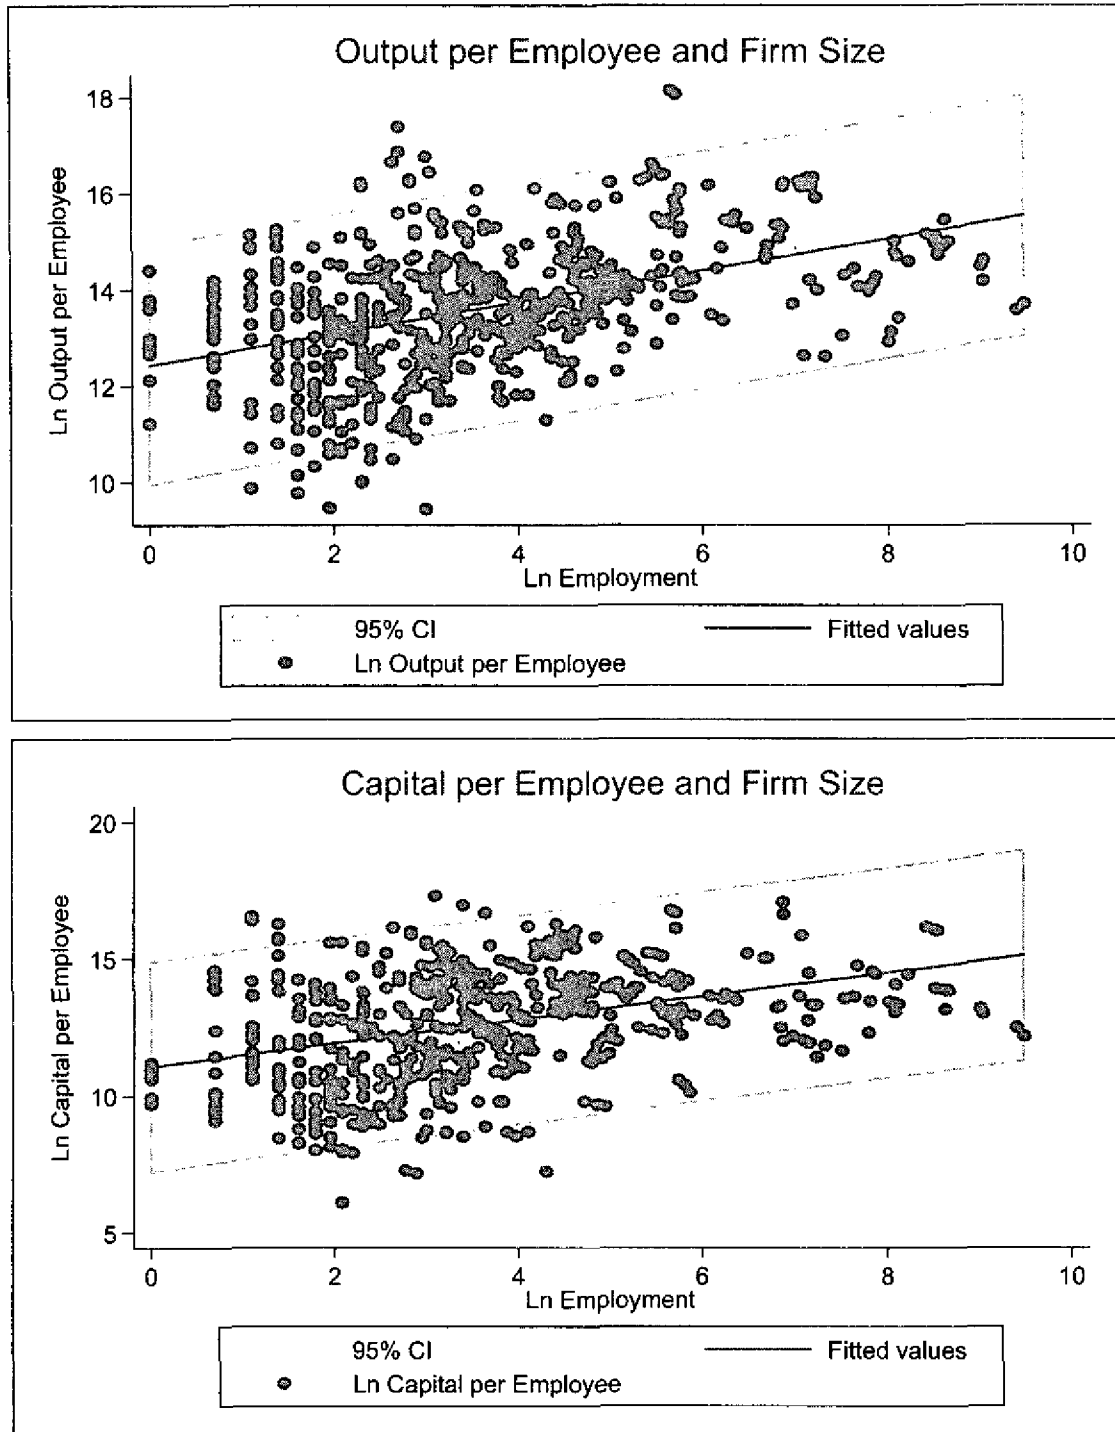 Output per Employee and Firm Size
Ln Output per Employee
18
16
14
12
10
0 2 4 6 8 10
Ln Employment
95% CI Fitted values
Ln Output per Employee
Capital per Employee and Firm Size
Ln Capital per Employee
20
15
10
5
0 2 4 6 8 10
Ln Employment
95% CI Fitted values
Ln Capital per Employee